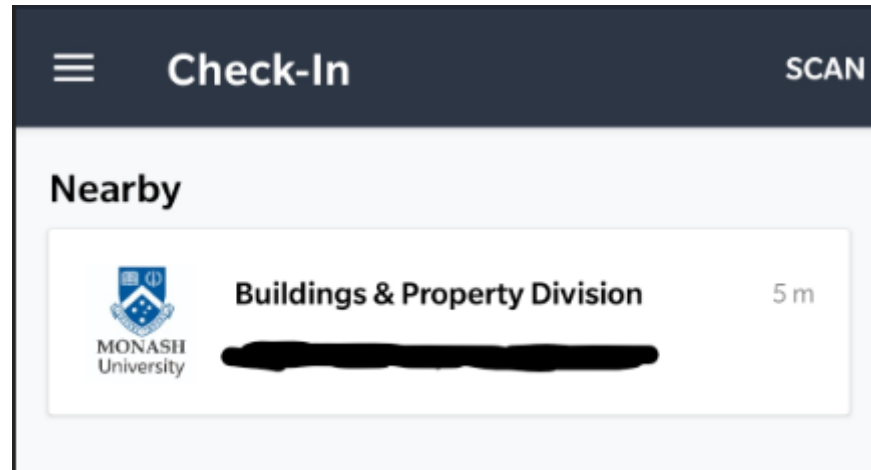 Check-In
SCAN
Nearby
Buildings & Property Division
5 m
MONASH
University